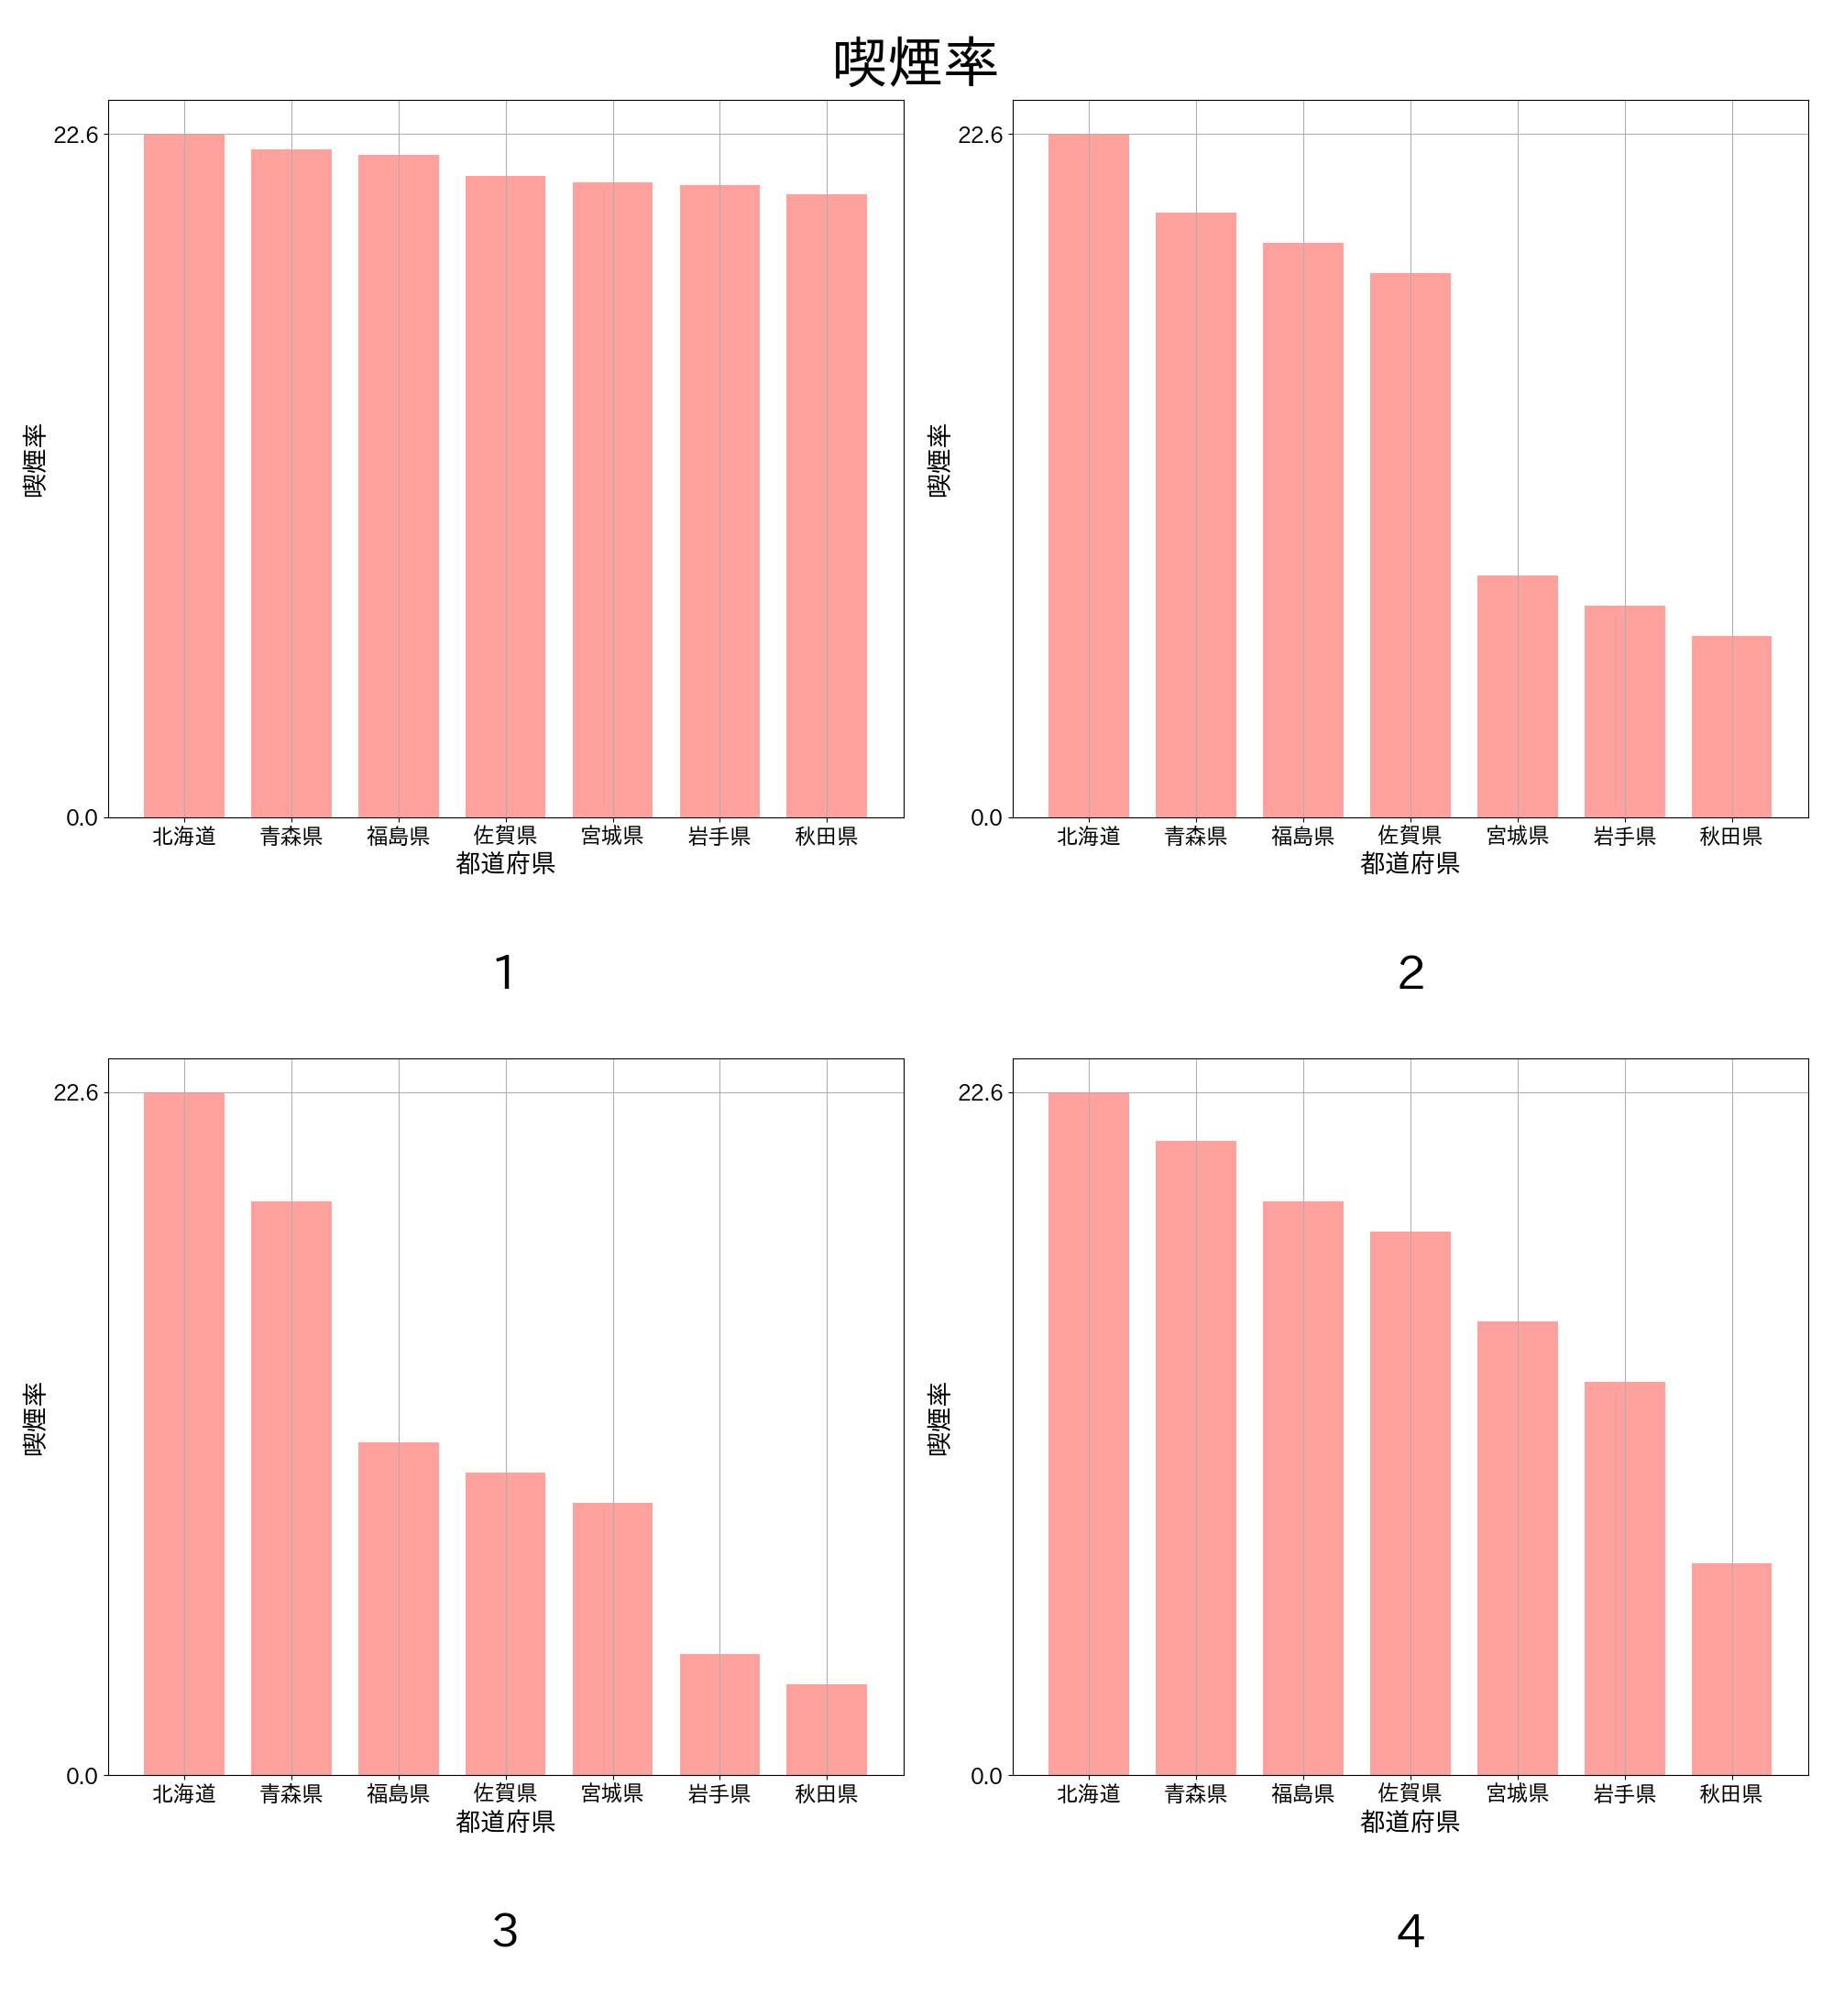 喫煙率
22.6
0.0
喫煙率
北海道 青森県 福島県 佐賀県 宮城県 岩手県 秋田県
都道府県
1
22.6
0.0
喫煙率
北海道 青森県 福島県 佐賀県 宮城県 岩手県 秋田県
都道府県
2
22.6
0.0
喫煙率
北海道 青森県 福島県 佐賀県 宮城県 岩手県 秋田県
都道府県
3
22.6
0.0
喫煙率
北海道 青森県 福島県 佐賀県 宮城県 岩手県 秋田県
都道府県
4